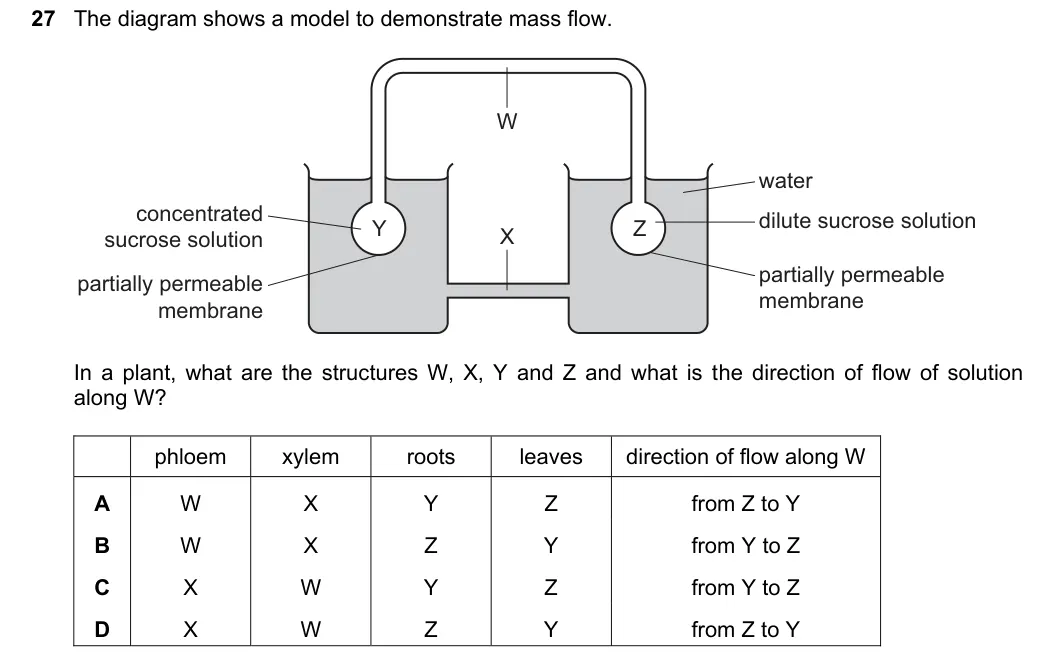 27 The diagram shows a model to demonstrate mass flow.
W
water
concentrated
sucrose solution
Y
Z
dilute sucrose solution
X
partially permeable
membrane
partially permeable
membrane
In a plant, what are the structures W, X, Y and Z and what is the direction of flow of solution
along W?
phloem xylem roots leaves direction of flow along W
A W X Y Z from Z to Y
B W X Z Y from Y to Z
C X W Y Z from Y to Z
D X W Z Y from Z to Y